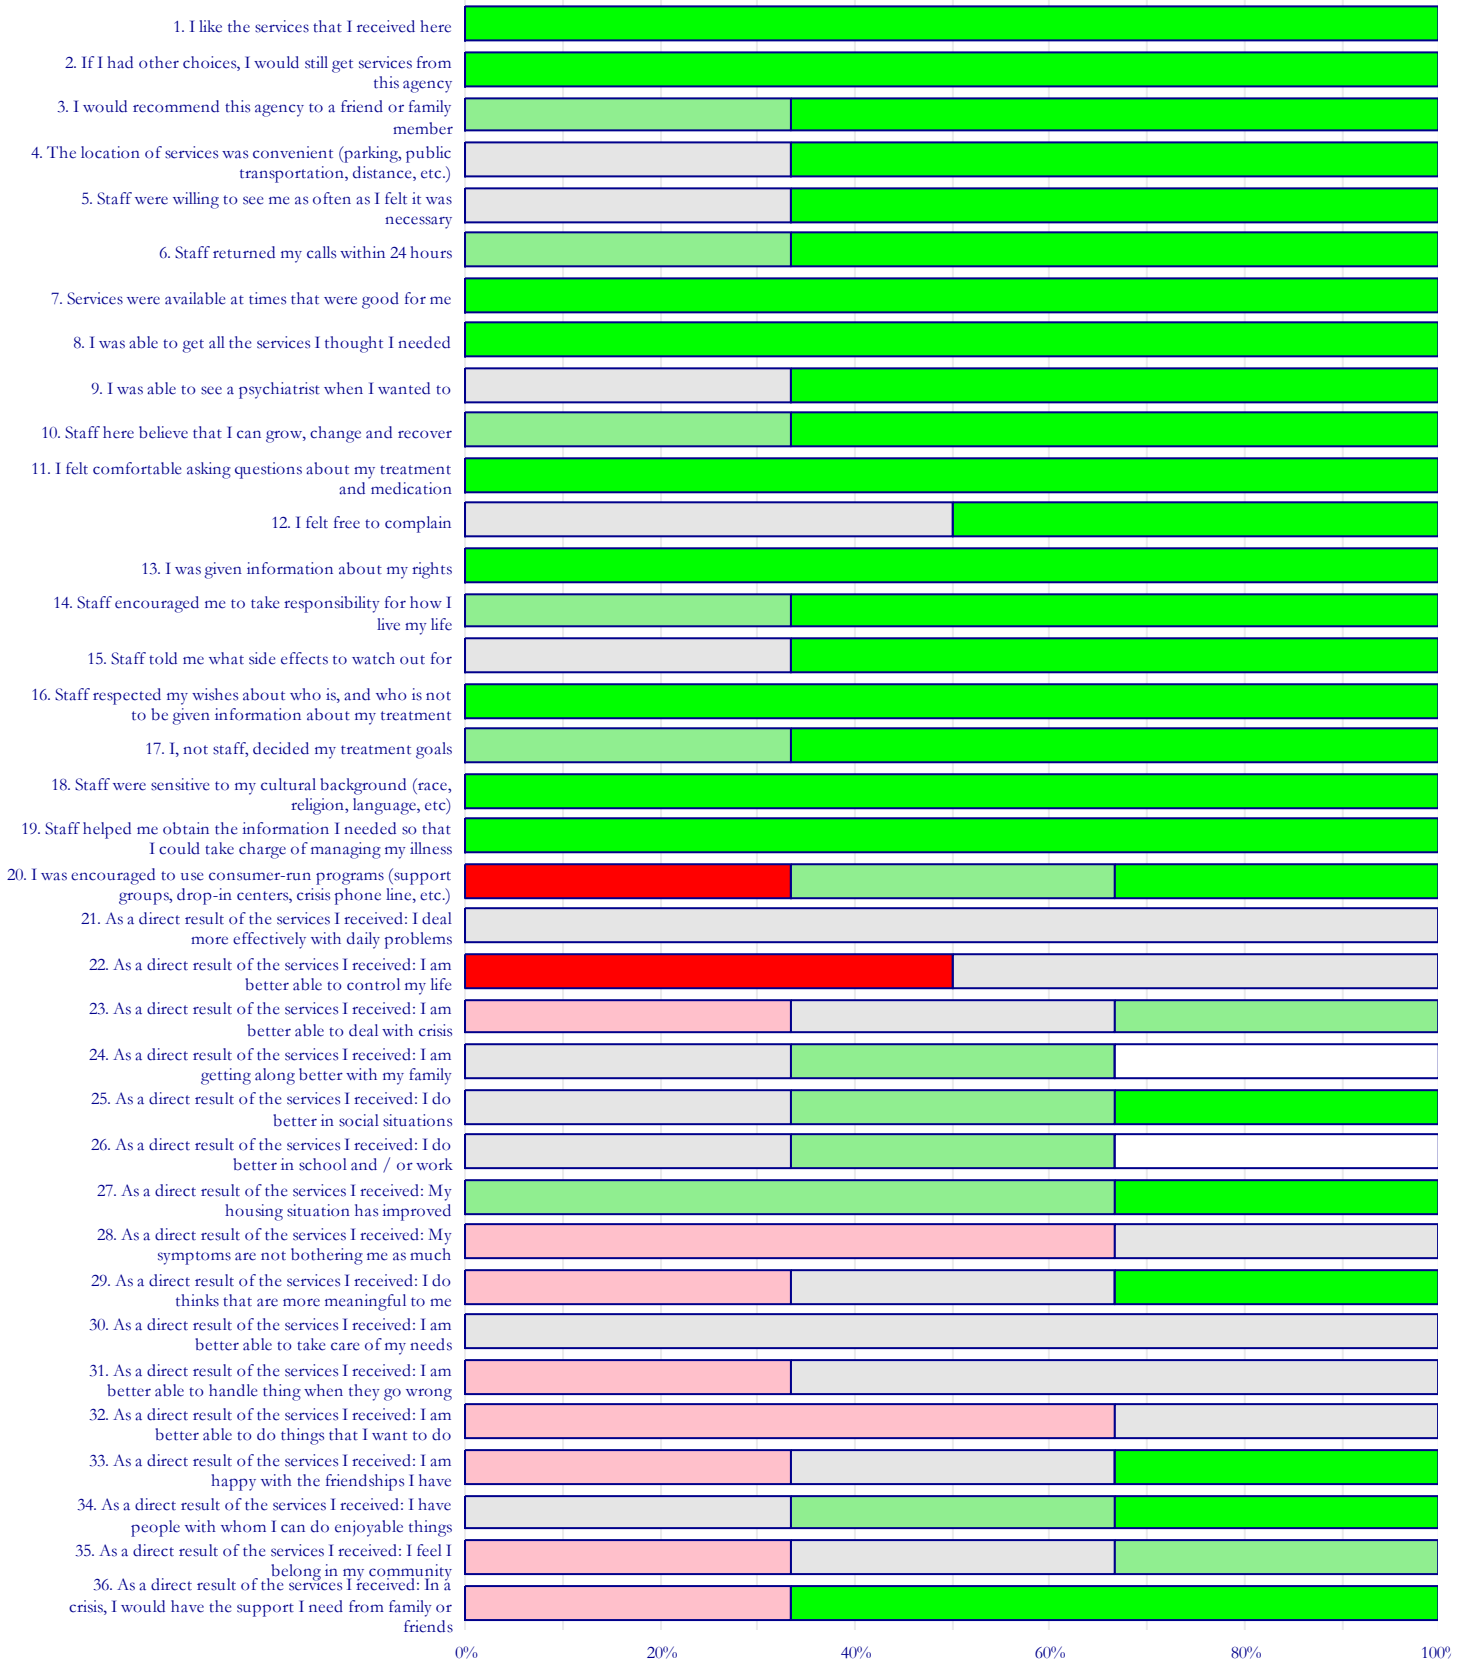 1. I like the services that I received here
2. If I had other choices, I would still get services from
this agency
3. I would recommend this agency to a friend or family
member
4. The location of services was convenient (parking, public
transportation, distance, etc.)
5. Staff were willing to see me as often as I felt it was
necessary
6. Staff returned my calls within 24 hours
7. Services were available at times that were good for me
8. I was able to get all the services I thought I needed
9. I was able to see a psychiatrist when I wanted to
10. Staff here believe that I can grow, change and recover
11. I felt comfortable asking questions about my treatment
and medication
12. I felt free to complain
13. I was given information about my rights
14. Staff encouraged me to take responsibility for how I
live my life
15. Staff told me what side effects to watch out for
16. Staff respected my wishes about who is, and who is not
to be given information about my treatment
17. I, not staff, decided my treatment goals
18. Staff were sensitive to my cultural background (race,
religion, language, etc)
19. Staff helped me obtain the information I needed so that
I could take charge of managing my illness
20. I was encouraged to use consumer-run programs (support
groups, drop-in centers, crisis phone line, etc.)
21. As a direct result of the services I received: I deal
more effectively with daily problems
22. As a direct result of the services I received: I am
better able to control my life
23. As a direct result of the services I received: I am
better able to deal with crisis
24. As a direct result of the services I received: I am
getting along better with my family
25. As a direct result of the services I received: I do
better in social situations
26. As a direct result of the services I received: I do
better in school and / or work
27. As a direct result of the services I received: My
housing situation has improved
28. As a direct result of the services I received: My
symptoms are not bothering me as much
29. As a direct result of the services I received: I do
thinks that are more meaningful to me
30. As a direct result of the services I received: I am
better able to take care of my needs
31. As a direct result of the services I received: I am
better able to handle thing when they go wrong
32. As a direct result of the services I received: I am
better able to do things that I want to do
33. As a direct result of the services I received: I am
happy with the friendships I have
34. As a direct result of the services I received: I have
people with whom I can do enjoyable things
35. As a direct result of the services I received: I feel I
belong in my community
36. As a direct result of the services I received: In a
crisis, I would have the support I need from family or
friends
0% 20% 40% 60% 80% 100%